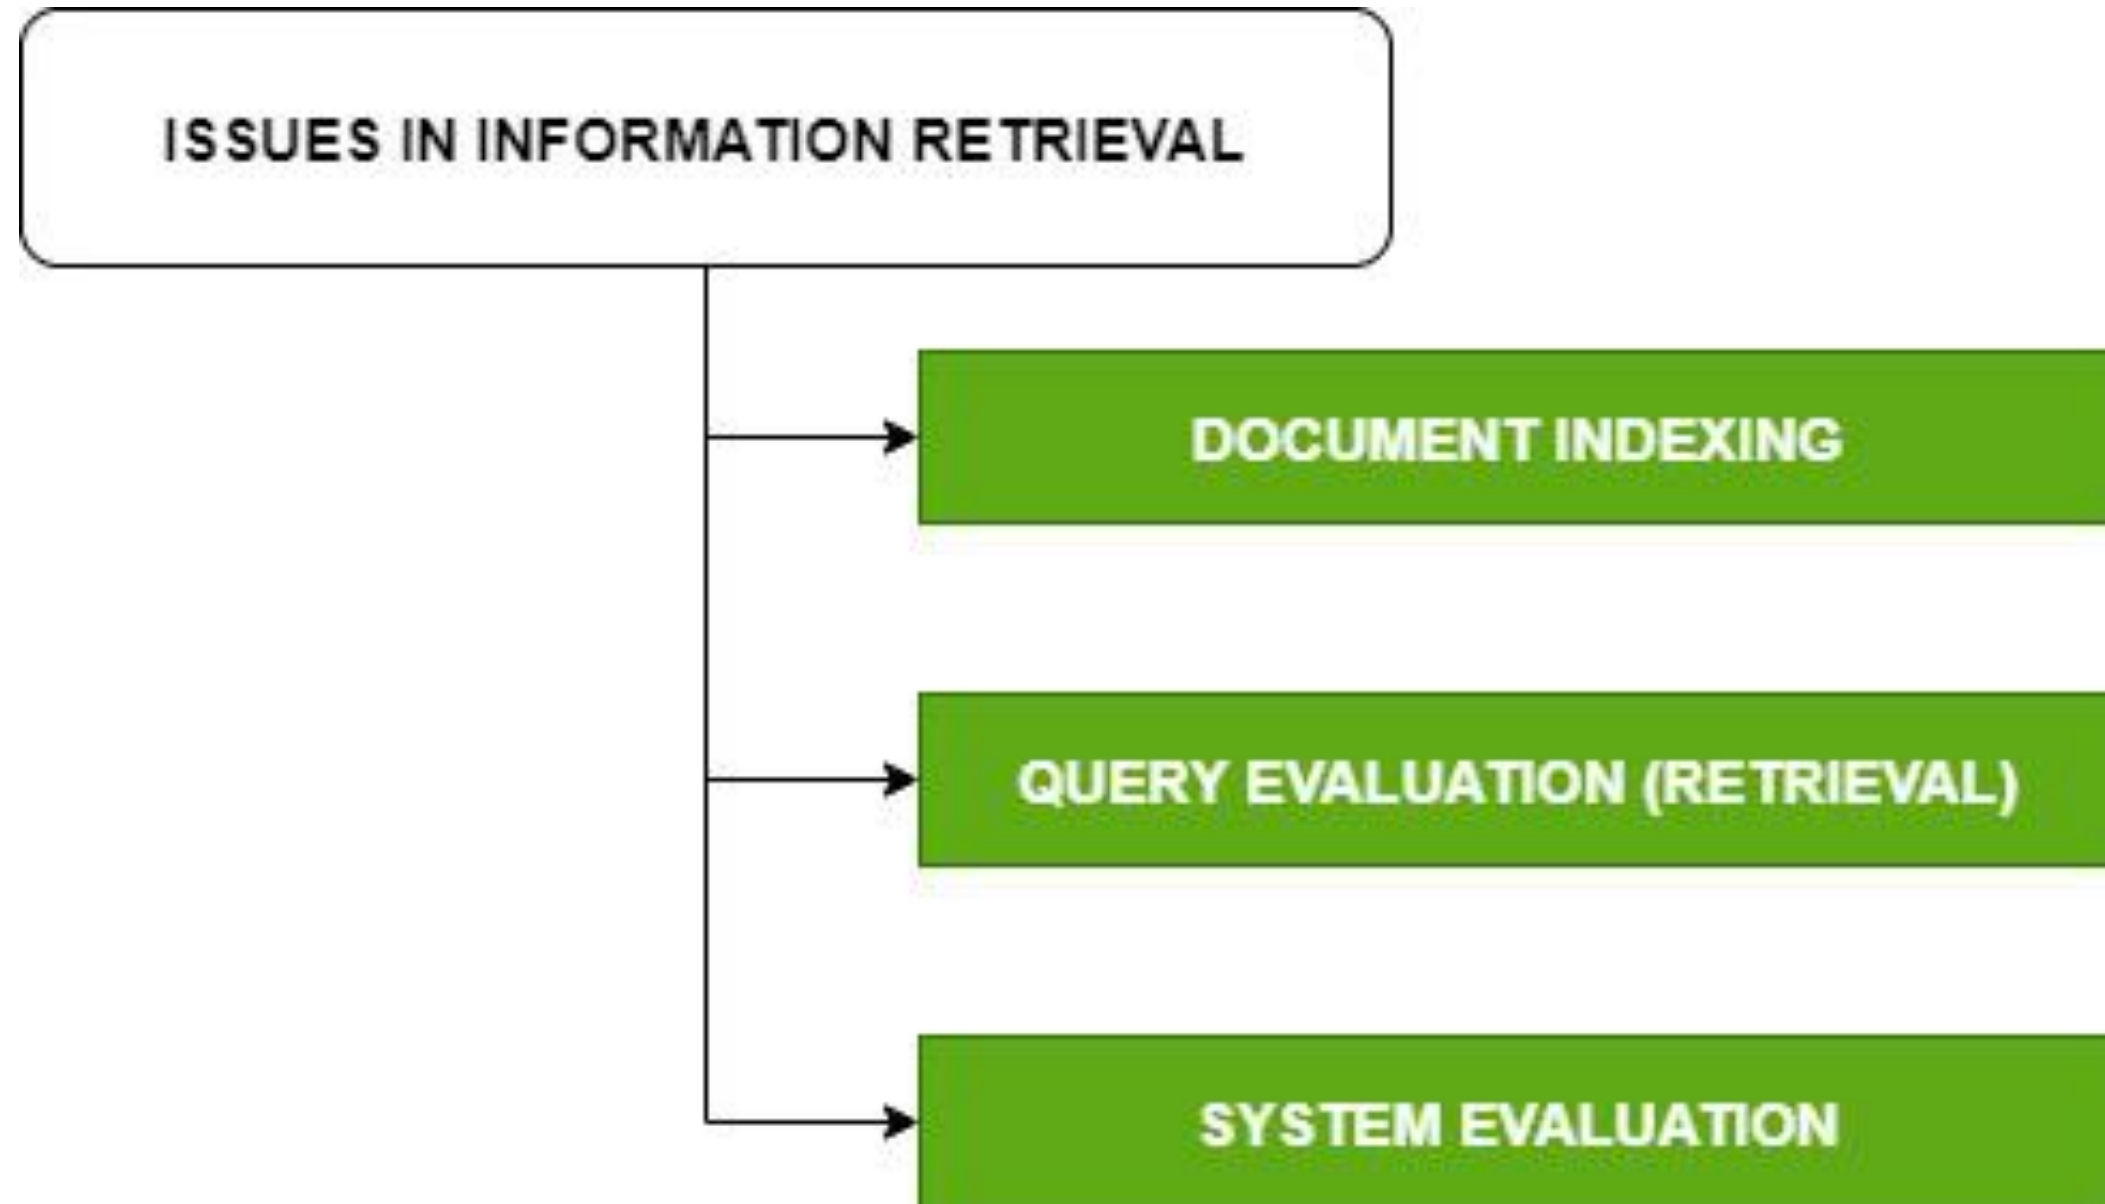 ISSUES IN INFORMATION RETRIEVAL
DOCUMENT INDEXING
QUERY EVALUATION (RETRIEVAL)
SYSTEM EVALUATION